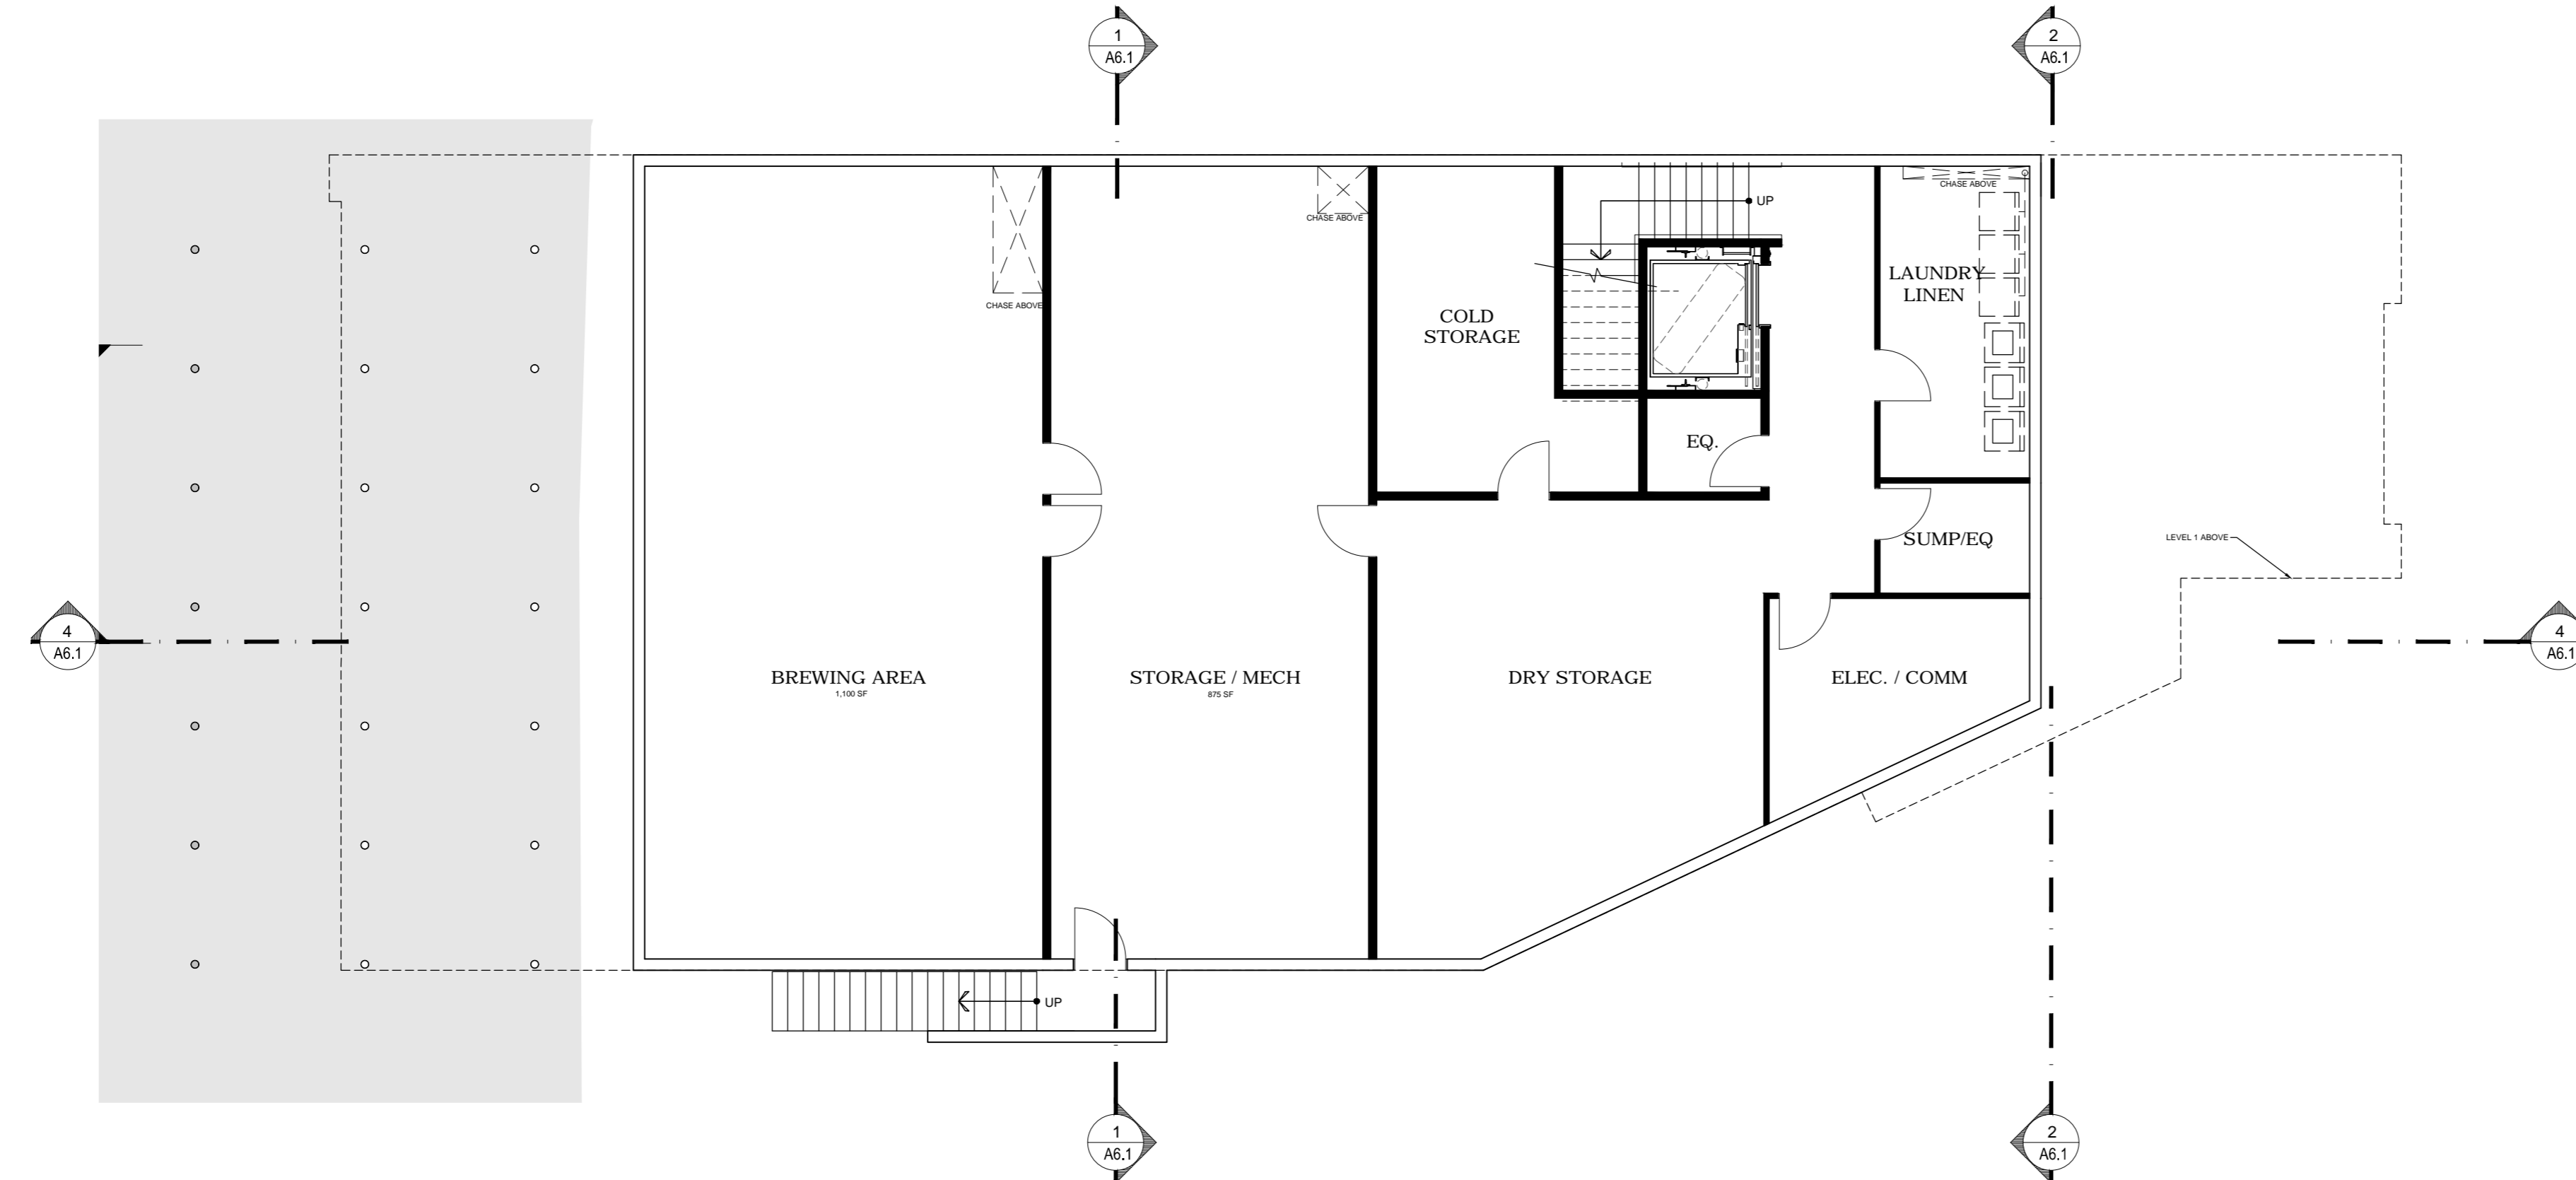 1
A6.1
2
A6.1
CHASE ABOVE
UP
CHASE ABOVE
CHASE ABOVE
LAUNDRY
LINEN
CHASE ABOVE
COLD
STORAGE
EQ.
SUMP/EQ
LEVEL 1 ABOVE
4
A6.1
4
A6.1
BREWING AREA
1,100 SF
STORAGE / MECH
875 SF
DRY STORAGE
ELEC. / COMM
UP
1
A6.1
2
A6.1